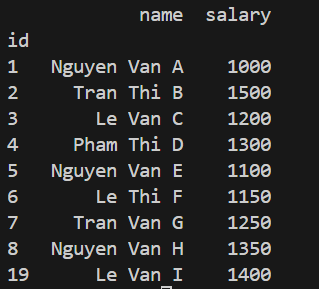 name salary
id
1 Nguyen Van A 1000
2 Tran Thi B 1500
3 Le Van C 1200
4 Pham Thi D 1300
5 Nguyen Van E 1100
6 Le Thi F 1150
7 Tran Van G 1250
8 Nguyen Van H 1350
19 Le Van I 1400